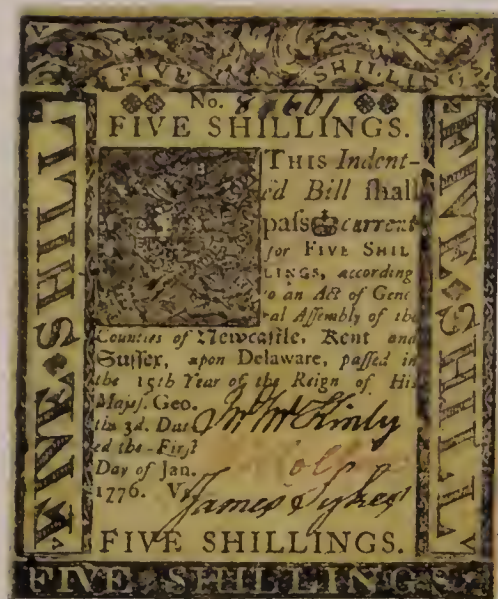 FIVE SHILLINGS
No. 80601
FIVE SHILLINGS.
THIS Indent-
ed Bill ſhall
paſs current
for FIVE SHIL
LINGS, according
to an Act of Gene
ral Aſſembly of the
Counties of Newcaſtle, Kent and
Suſſex, upon Delaware, paſſed in
the 15th Year of the Reign of His
Majeſ. Geo.
the 3d. Dat-
ed the Firſt
Day of Jan.
1776. V
Jn McKinly
James Sykes
FIVE SHILLINGS.
FIVE SHILLINGS.
FIVE SHILL
FIVE SHILL